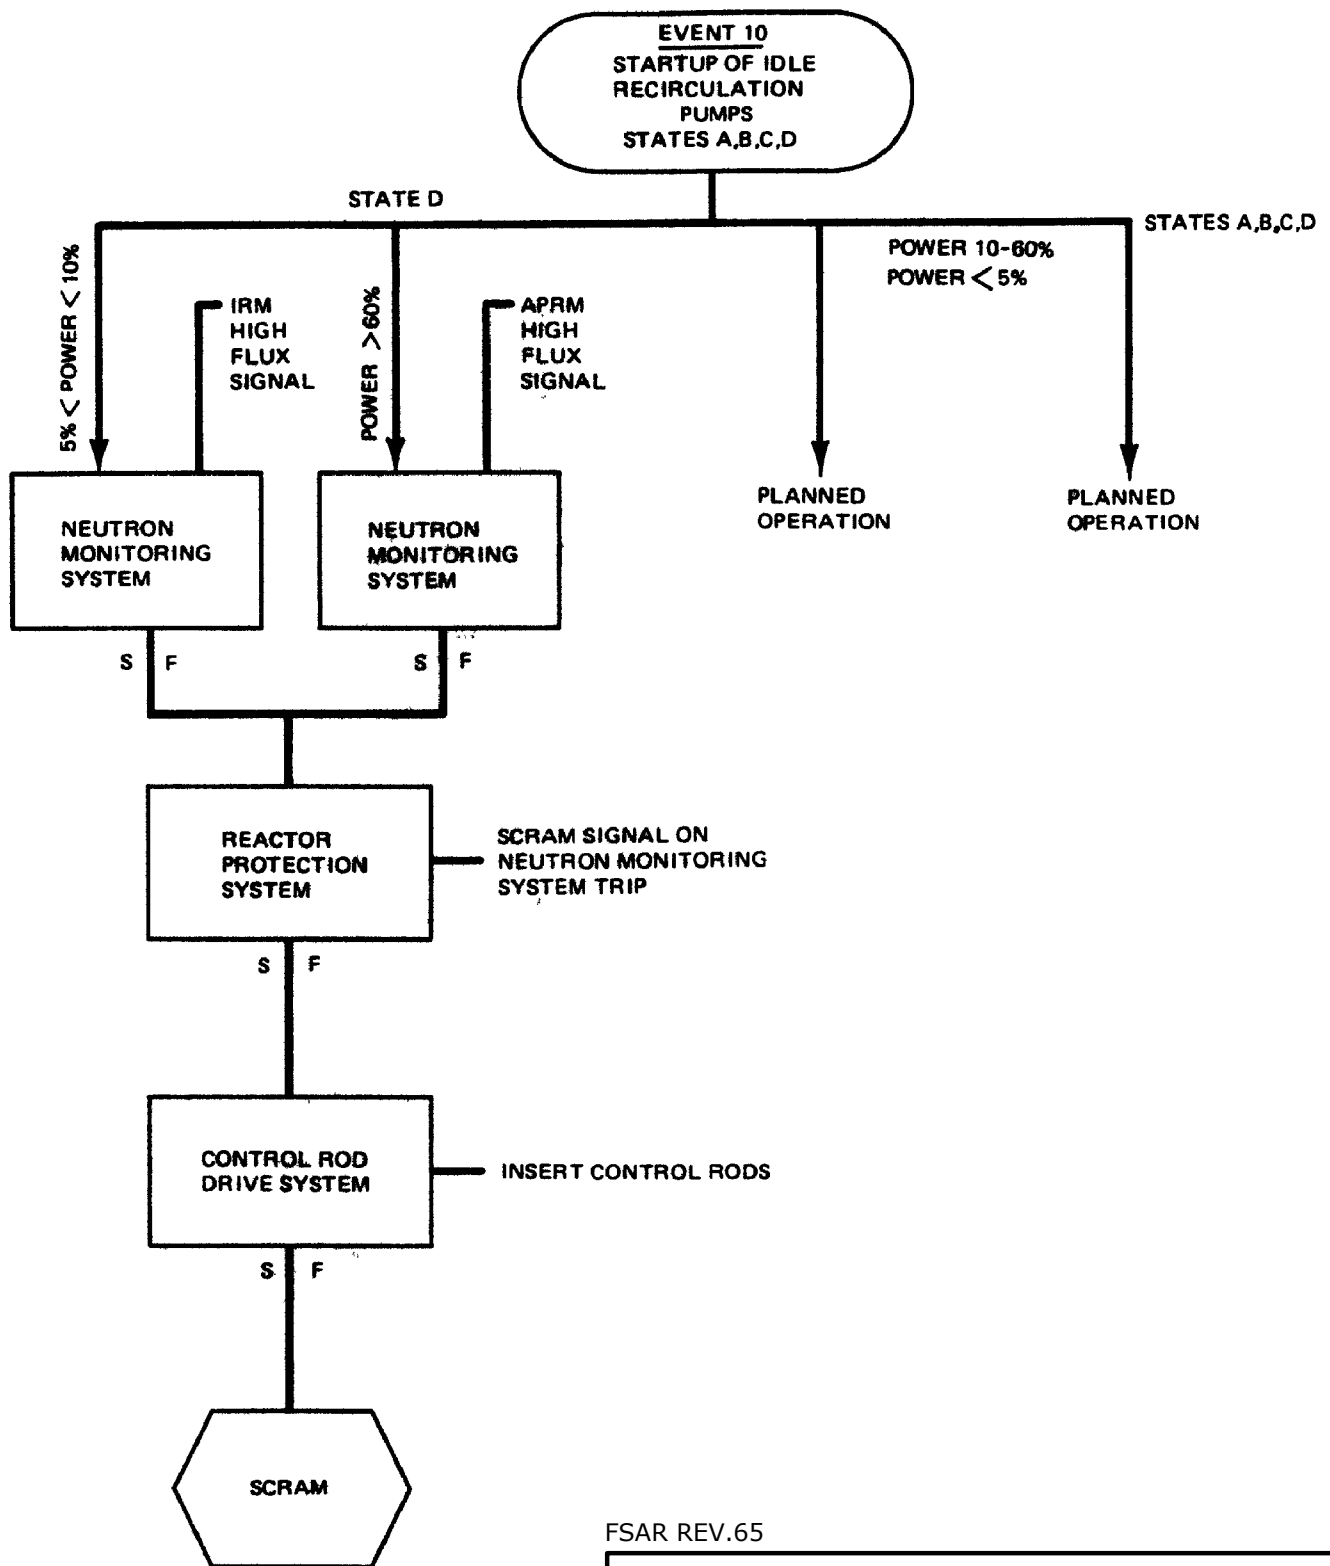 EVENT 10
STARTUP OF IDLE
RECIRCULATION
PUMPS
STATES A,B,C,D
STATE D
STATES A,B,C,D
5% < POWER < 10%
IRM
HIGH
FLUX
SIGNAL
POWER >60%
APRM
HIGH
FLUX
SIGNAL
POWER 10-60%
POWER < 5%
NEUTRON
MONITORING
SYSTEM
NEUTRON
MONITORING
SYSTEM
PLANNED
OPERATION
PLANNED
OPERATION
S F
S F
REACTOR
PROTECTION
SYSTEM
SCRAM SIGNAL ON
NEUTRON MONITORING
SYSTEM TRIP
S F
CONTROL ROD
DRIVE SYSTEM
INSERT CONTROL RODS
S F
SCRAM
FSAR REV.65